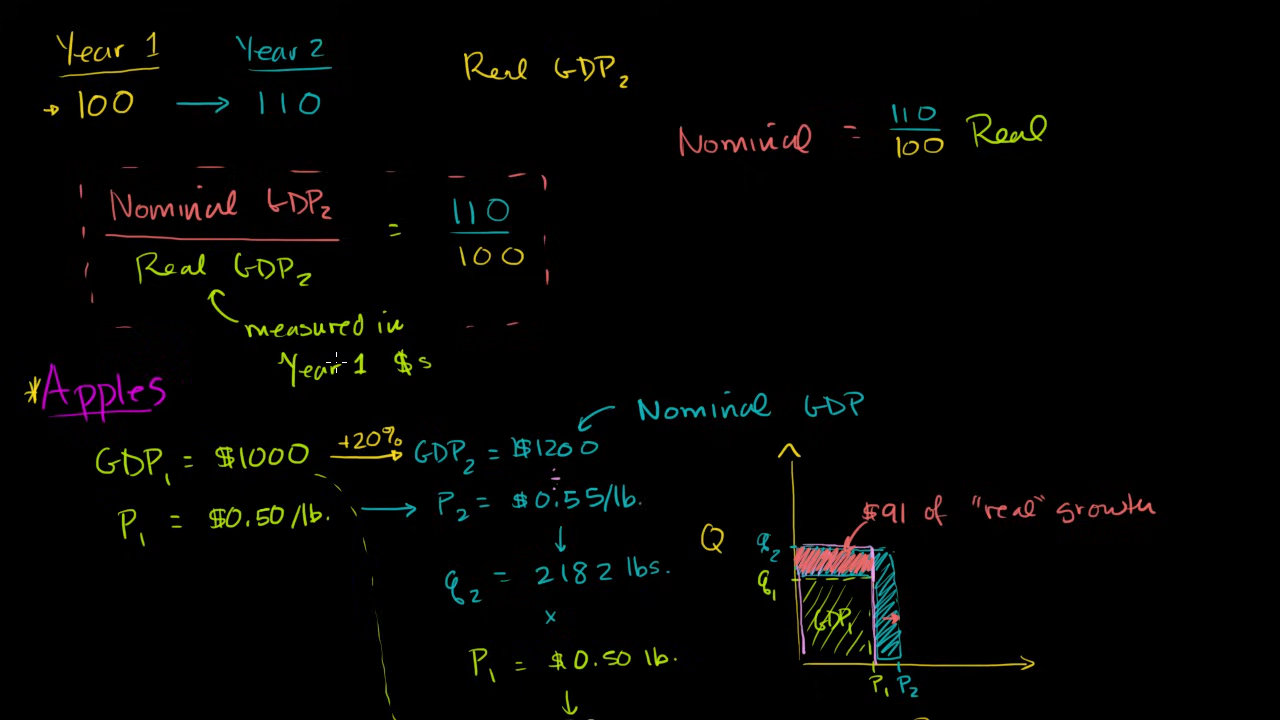 Year 1 Year 2
→ 100 → 110
Real GDP₂
Nominal = 110/100 Real
Nominal GDP₂ / Real GDP₂ = 110/100
measured in
Year 1 $s
*Apples
Nominal GDP
GDP₁ = $1000 +20% GDP₂ = $1200
÷
P₁ = $0.50/lb. → P₂ = $0.55/lb.
$91 of "real" growth
q₂ = 2182 lbs.
x
P₁ = $0.50 lb.
Q
q₂
q₁
GDP₁
P₁ P₂